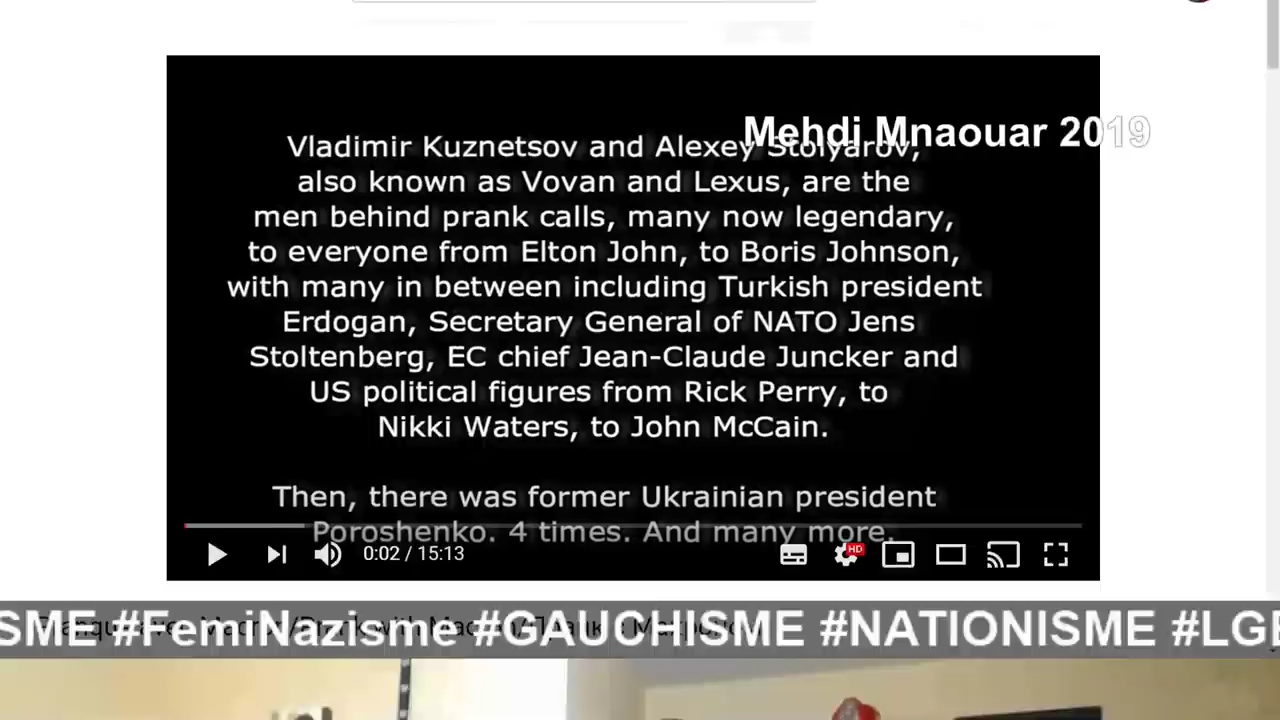 Mehdi Mnaouar 2019
Vladimir Kuznetsov and Alexey Stolyarov,
also known as Vovan and Lexus, are the
men behind prank calls, many now legendary,
to everyone from Elton John, to Boris Johnson,
with many in between including Turkish president
Erdogan, Secretary General of NATO Jens
Stoltenberg, EC chief Jean-Claude Juncker and
US political figures from Rick Perry, to
Nikki Waters, to John McCain.
Then, there was former Ukrainian president
Poroshenko. 4 times. And many more.
0:02 / 15:13
HD
SME #FemiNazisme #GAUCHISME #NATIONISME #LGB